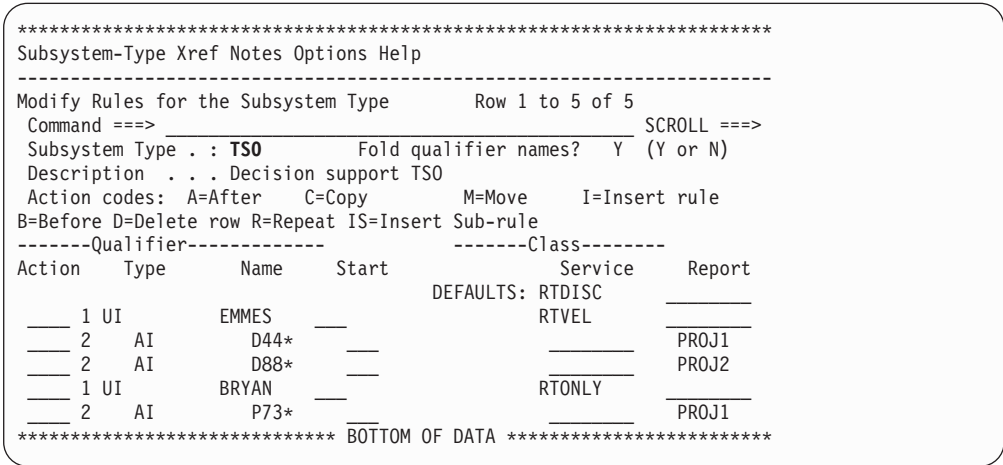 ***********************************************************************
Subsystem-Type Xref Notes Options Help
-----------------------------------------------------------------------
Modify Rules for the Subsystem Type        Row 1 to 5 of 5
 Command ===> ____________________________________________ SCROLL ===>
 Subsystem Type . : TSO         Fold qualifier names?   Y  (Y or N)
 Description  . . . Decision support TSO
 Action codes:  A=After    C=Copy         M=Move     I=Insert rule
B=Before D=Delete row R=Repeat IS=Insert Sub-rule
-------Qualifier-------------            -------Class--------
Action    Type       Name     Start                Service      Report
                                       DEFAULTS: RTDISC        ________
 ____ 1 UI         EMMES    ___                  RTVEL         ________
 ____ 2    AI         D44*     ___                ________      PROJ1
 ____ 2    AI         D88*     ___                ________      PROJ2
 ____ 1 UI         BRYAN    ___                  RTONLY        ________
 ____ 2    AI         P73*     ___                ________      PROJ1
****************************** BOTTOM OF DATA *************************